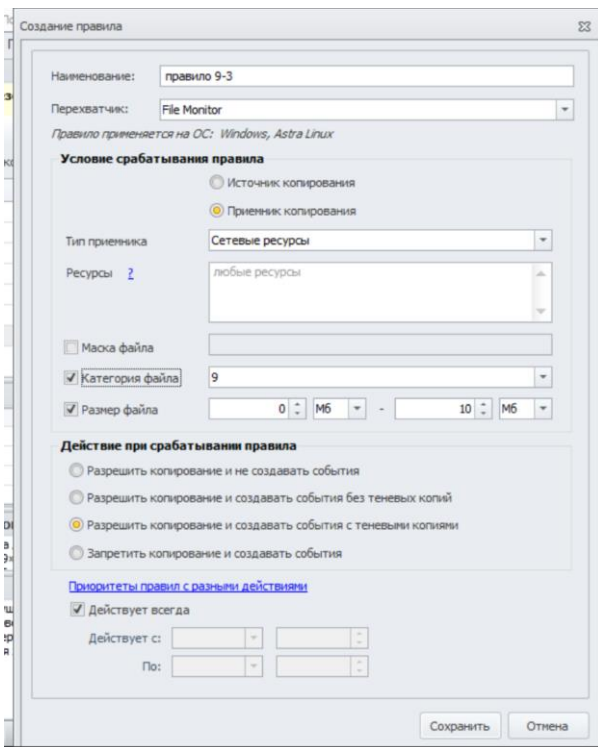 Создание правила
Наименование: правило 9-3
Перехватчик: File Monitor
Правило применяется на ОС: Windows, Astra Linux
Условие срабатывания правила
Источник копирования
Приемник копирования
Тип приемника Сетевые ресурсы
Ресурсы ? любые ресурсы
Маска файла
Категория файла 9
Размер файла 0 Мб - 10 Мб
Действие при срабатывании правила
Разрешить копирование и не создавать события
Разрешить копирование и создавать события без теневых копий
Разрешить копирование и создавать события с теневыми копиями
Запретить копирование и создавать события
Приоритеты правил с разными действиями
Действует всегда
Действует с:
По:
Сохранить Отмена